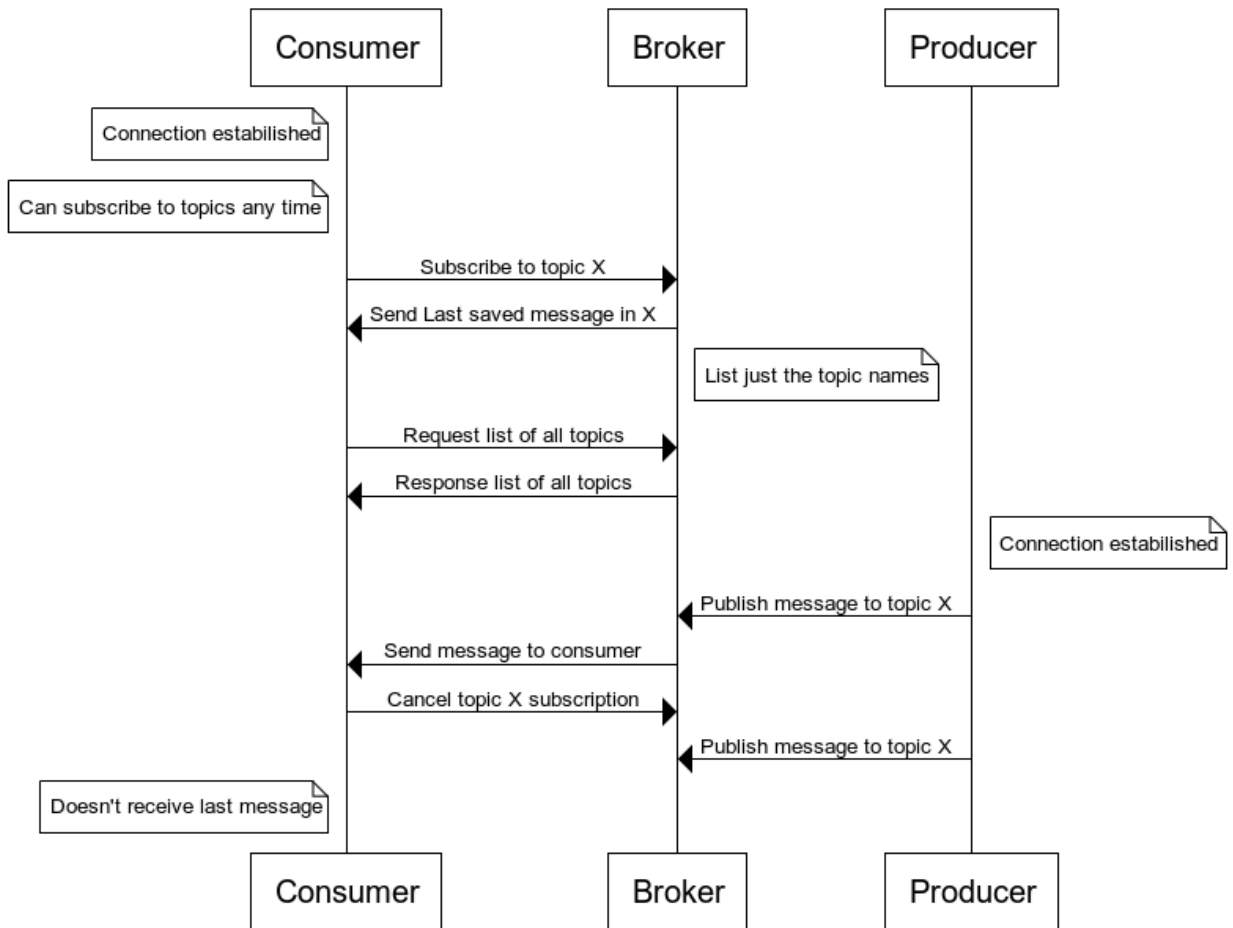 Consumer
Broker
Producer
Connection estabilished
Can subscribe to topics any time
Subscribe to topic X
Send Last saved message in X
List just the topic names
Request list of all topics
Response list of all topics
Connection estabilished
Publish message to topic X
Send message to consumer
Cancel topic X subscription
Publish message to topic X
Doesn't receive last message
Consumer
Broker
Producer